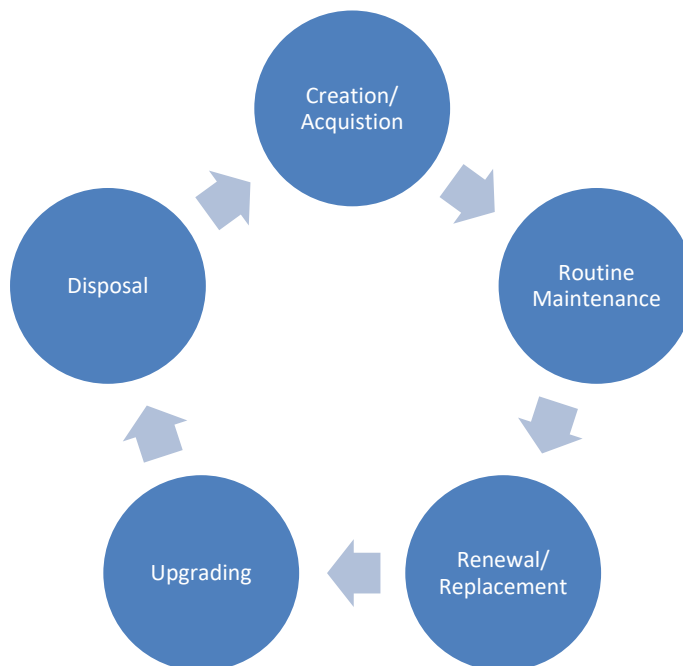 Creation/
Acquistion
Routine
Maintenance
Renewal/
Replacement
Upgrading
Disposal